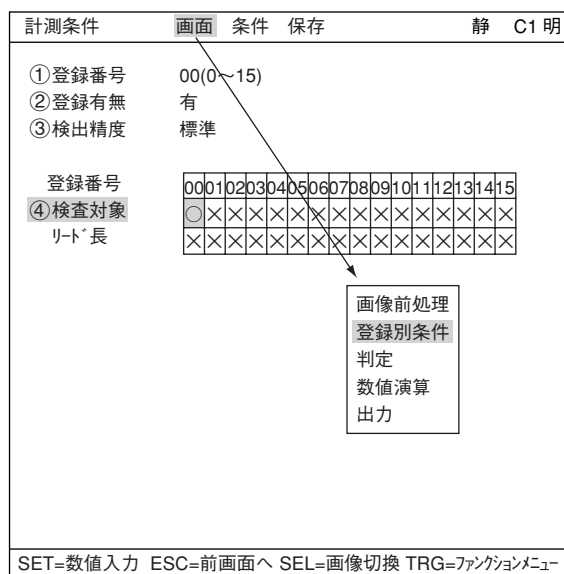 計測条件 画面 条件 保存 静 C1 明
①登録番号 00(0～15)
②登録有無 有
③検出精度 標準
登録番号 00 01 02 03 04 05 06 07 08 09 10 11 12 13 14 15
④検査対象 ○ × × × × × × × × × × × × × × ×
リード長 × × × × × × × × × × × × × × × ×
画像前処理
登録別条件
判定
数値演算
出力
SET=数値入力 ESC=前画面へ SEL=画像切換 TRG=ファンクションメニュー